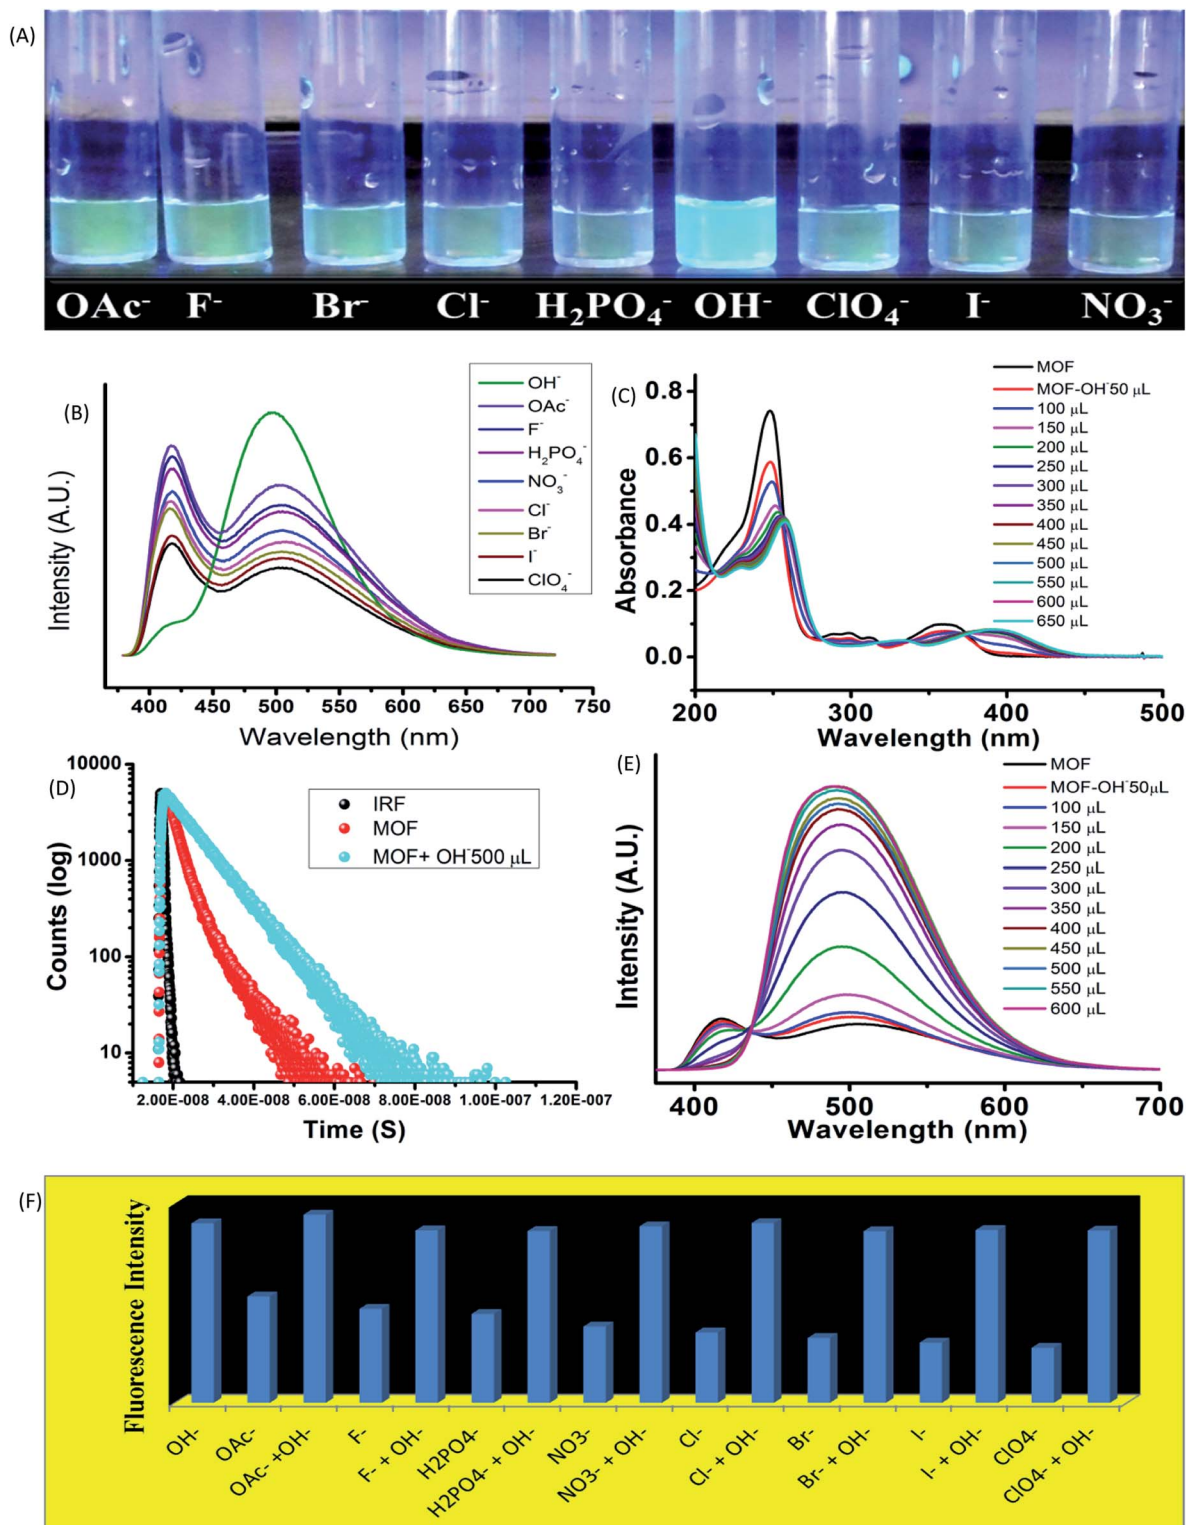 (A)
OAc⁻ F⁻ Br⁻ Cl⁻ H₂PO₄⁻ OH⁻ ClO₄⁻ I⁻ NO₃⁻
(B)
Intensity (A.U.)
OH⁻
OAc⁻
F⁻
H₂PO₄⁻
NO₃⁻
Cl⁻
Br⁻
I⁻
ClO₄⁻
400 450 500 550 600 650 700 750
Wavelength (nm)
(C)
Absorbance
0.8
0.6
0.4
0.2
0.0
MOF
MOF-OH⁻50 μL
100 μL
150 μL
200 μL
250 μL
300 μL
350 μL
400 μL
450 μL
500 μL
550 μL
600 μL
650 μL
200 300 400 500
Wavelength (nm)
(D)
Counts (log)
10000
1000
100
10
IRF
MOF
MOF+ OH⁻500 μL
2.00E-008 4.00E-008 6.00E-008 8.00E-008 1.00E-007 1.20E-007
Time (S)
(E)
Intensity (A.U.)
MOF
MOF-OH⁻50μL
100 μL
150 μL
200 μL
250 μL
300 μL
350 μL
400 μL
450 μL
500 μL
550 μL
600 μL
400 500 600 700
Wavelength (nm)
(F)
Fluorescence Intensity
OH-
OAc-
OAc- +OH-
F-
F- + OH-
H2PO4-
H2PO4- + OH-
NO3-
NO3- + OH-
Cl-
Cl- + OH-
Br-
Br- + OH-
I-
I- + OH-
ClO4-
ClO4- + OH-